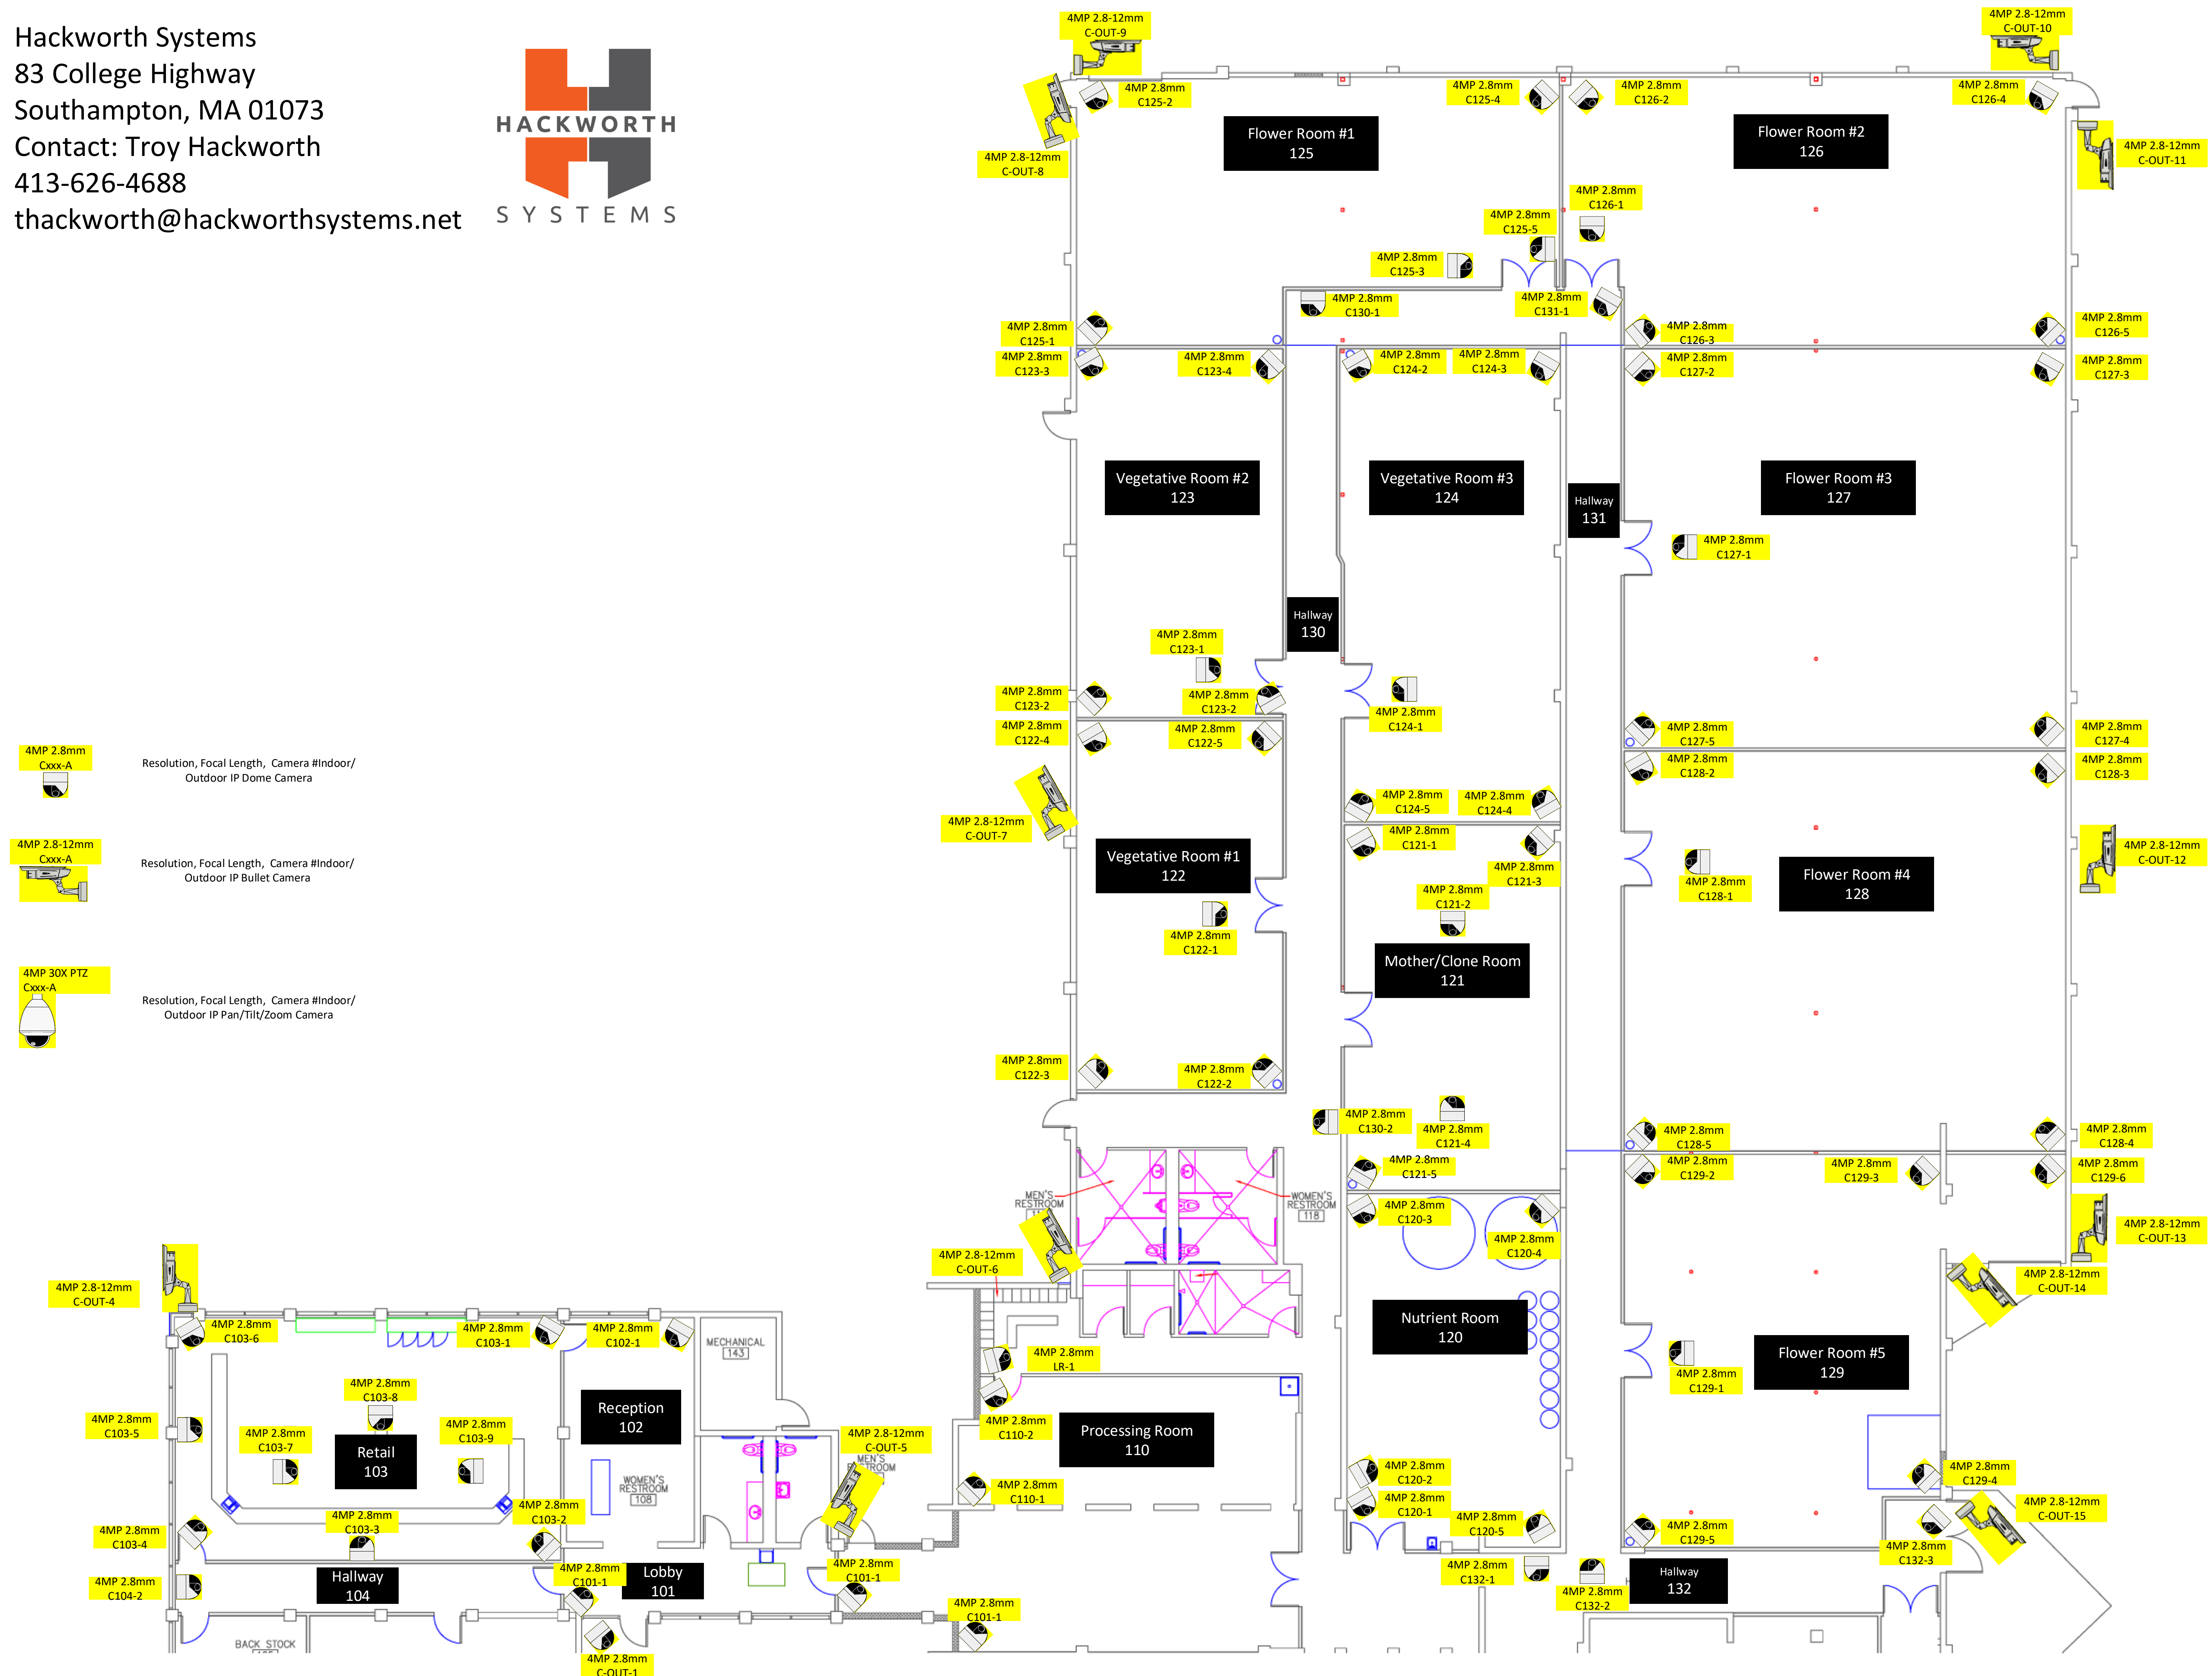 Hackworth Systems
83 College Highway
Southampton, MA 01073
Contact: Troy Hackworth
413-626-4688
thackworth@hackworthsystems.net
HACKWORTH
SYSTEMS
4MP 2.8-12mm
C-OUT-9
4MP 2.8-12mm
C-OUT-10
4MP 2.8mm
C125-2
4MP 2.8mm
C125-4
4MP 2.8mm
C126-2
4MP 2.8mm
C126-4
Flower Room #1
125
Flower Room #2
126
4MP 2.8-12mm
C-OUT-8
4MP 2.8-12mm
C-OUT-11
4MP 2.8mm
C126-1
4MP 2.8mm
C125-5
4MP 2.8mm
C125-3
4MP 2.8mm
C130-1
4MP 2.8mm
C131-1
4MP 2.8mm
C125-1
4MP 2.8mm
C126-3
4MP 2.8mm
C126-5
4MP 2.8mm
C123-3
4MP 2.8mm
C123-4
4MP 2.8mm
C124-2
4MP 2.8mm
C124-3
4MP 2.8mm
C127-2
4MP 2.8mm
C127-3
Vegetative Room #2
123
Vegetative Room #3
124
Hallway
131
Flower Room #3
127
4MP 2.8mm
C127-1
Hallway
130
4MP 2.8mm
C123-1
4MP 2.8mm
C123-2
4MP 2.8mm
C123-2
4MP 2.8mm
C124-1
4MP 2.8mm
C122-4
4MP 2.8mm
C122-5
4MP 2.8mm
C127-5
4MP 2.8mm
C127-4
4MP 2.8mm
C128-2
4MP 2.8mm
C128-3
4MP 2.8mm
Cxxx-A
Resolution, Focal Length, Camera #Indoor/
Outdoor IP Dome Camera
4MP 2.8-12mm
Cxxx-A
Resolution, Focal Length, Camera #Indoor/
Outdoor IP Bullet Camera
4MP 30X PTZ
Cxxx-A
Resolution, Focal Length, Camera #Indoor/
Outdoor IP Pan/Tilt/Zoom Camera
4MP 2.8-12mm
C-OUT-7
4MP 2.8mm
C124-5
4MP 2.8mm
C124-4
4MP 2.8mm
C121-1
4MP 2.8mm
C121-3
4MP 2.8-12mm
C-OUT-12
Vegetative Room #1
122
4MP 2.8mm
C121-2
4MP 2.8mm
C128-1
Flower Room #4
128
4MP 2.8mm
C122-1
Mother/Clone Room
121
4MP 2.8mm
C122-3
4MP 2.8mm
C122-2
4MP 2.8mm
C130-2
4MP 2.8mm
C121-4
4MP 2.8mm
C121-5
4MP 2.8mm
C128-5
4MP 2.8mm
C128-4
4MP 2.8mm
C129-2
4MP 2.8mm
C129-3
4MP 2.8mm
C129-6
MEN'S
RESTROOM
WOMEN'S
RESTROOM
118
4MP 2.8mm
C120-3
4MP 2.8mm
C120-4
4MP 2.8-12mm
C-OUT-13
4MP 2.8-12mm
C-OUT-6
4MP 2.8-12mm
C-OUT-14
4MP 2.8-12mm
C-OUT-4
4MP 2.8mm
C103-6
4MP 2.8mm
C103-1
4MP 2.8mm
C102-1
MECHANICAL
143
4MP 2.8mm
LR-1
Nutrient Room
120
Flower Room #5
129
4MP 2.8mm
C129-1
4MP 2.8mm
C103-8
4MP 2.8mm
C103-5
4MP 2.8mm
C103-7
4MP 2.8mm
C103-9
Retail
103
Reception
102
4MP 2.8-12mm
C-OUT-5
MEN'S
4MP 2.8mm
C110-2
Processing Room
110
WOMEN'S
RESTROOM
108
4MP 2.8mm
C110-1
4MP 2.8mm
C120-2
4MP 2.8mm
C120-1
4MP 2.8mm
C120-5
4MP 2.8mm
C129-4
4MP 2.8-12mm
C-OUT-15
4MP 2.8mm
C129-5
4MP 2.8mm
C132-3
4MP 2.8mm
C103-4
4MP 2.8mm
C103-3
4MP 2.8mm
C103-2
4MP 2.8mm
C104-2
Hallway
104
4MP 2.8mm
C101-1
Lobby
101
4MP 2.8mm
C101-1
4MP 2.8mm
C101-1
4MP 2.8mm
C132-1
4MP 2.8mm
C132-2
Hallway
132
BACK STOCK
4MP 2.8mm
C-OUT-1